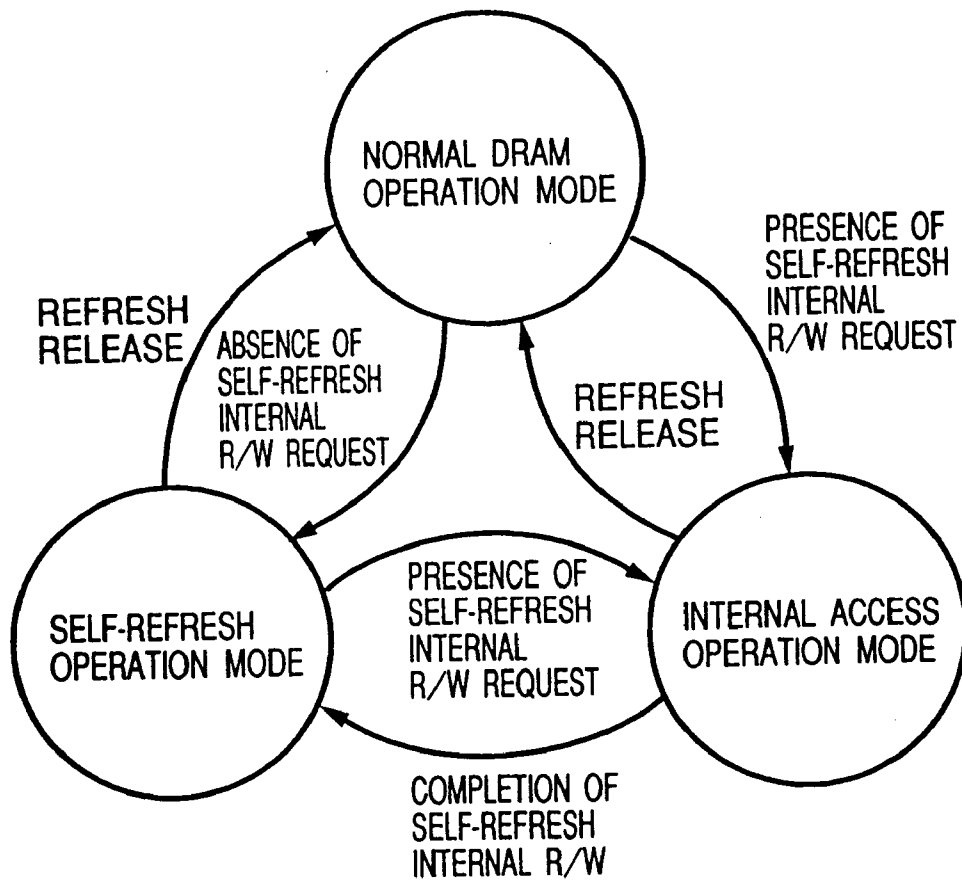 NORMAL DRAM
OPERATION MODE
PRESENCE OF
SELF-REFRESH
INTERNAL
R/W REQUEST
REFRESH
RELEASE
ABSENCE OF
SELF-REFRESH
INTERNAL
R/W REQUEST
REFRESH
RELEASE
SELF-REFRESH
OPERATION MODE
PRESENCE OF
SELF-REFRESH
INTERNAL
R/W REQUEST
INTERNAL ACCESS
OPERATION MODE
COMPLETION OF
SELF-REFRESH
INTERNAL R/W